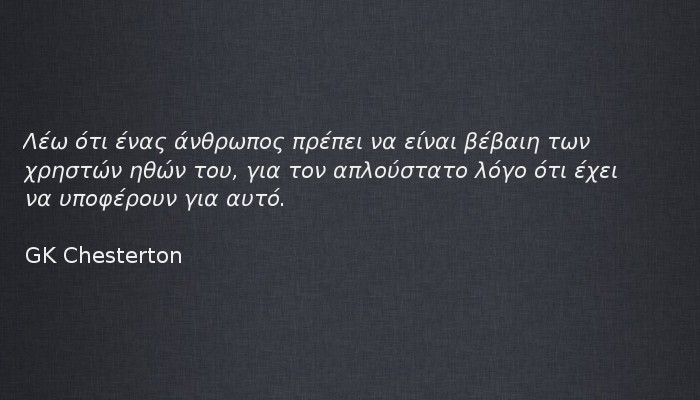 Λέω ότι ένας άνθρωπος πρέπει να είναι βέβαιη των
χρηστών ηθών του, για τον απλούστατο λόγο ότι έχει
να υποφέρουν για αυτό.
GK Chesterton